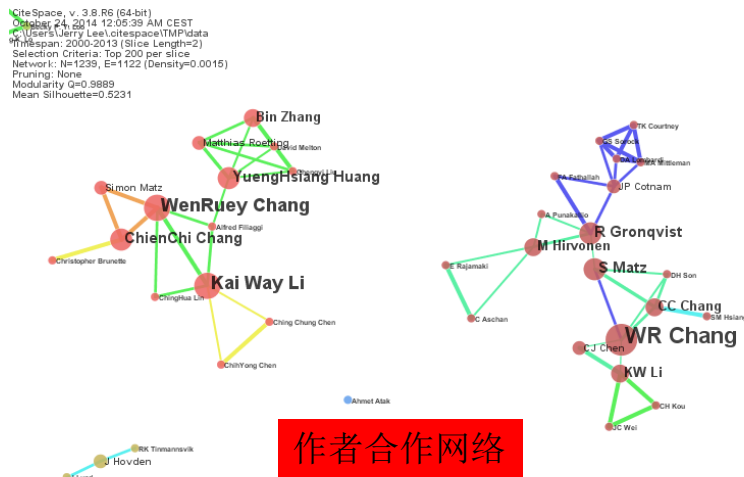 CiteSpace, v. 3.8.R6 (64-bit)
October 24, 2014 12:05:39 AM CEST
C:\Users\Jerry Lee\.citespace\TMP\data
Timespan: 2000-2013 (Slice Length=2)
Selection Criteria: Top 200 per slice
Network: N=1239, E=1122 (Density=0.0015)
Pruning: None
Modularity Q=0.9889
Mean Silhouette=0.5231
Bin Zhang
Matthias Roetting
David Melton
YuengHsiang Huang
Simon Matz
WenRuey Chang
Alfred Filiaggi
ChienChi Chang
Christopher Brunette
Kai Way Li
ChingHua Lin
Ching Chung Chen
ChihYong Chen
TK Courtney
GS Sorock
DA Lombardi
MA Mittleman
FA Fathallah
JP Cotnam
A Punakallio
R Gronqvist
M Hirvonen
E Rajamaki
S Matz
DH Son
CC Chang
C Aschan
SM Hsiang
WR Chang
CJ Chen
KW Li
CH Kou
JC Wei
Ahmet Atak
作者合作网络
RK Tinmannsvik
J Hovden